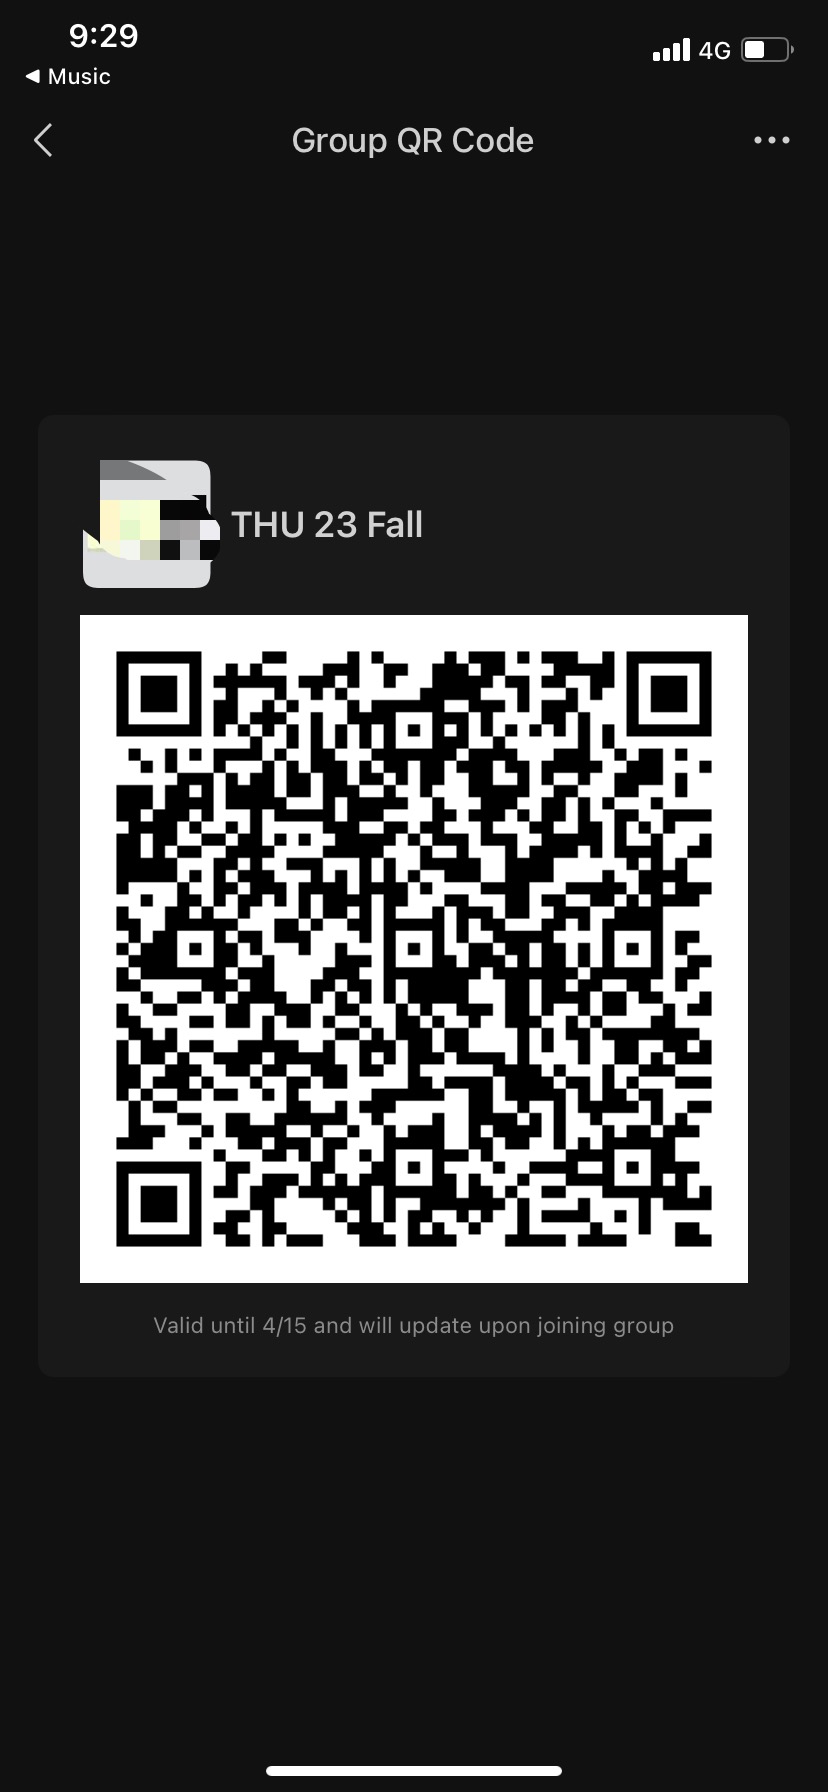 9:29
4G
Music
Group QR Code
THU 23 Fall
Valid until 4/15 and will update upon joining group